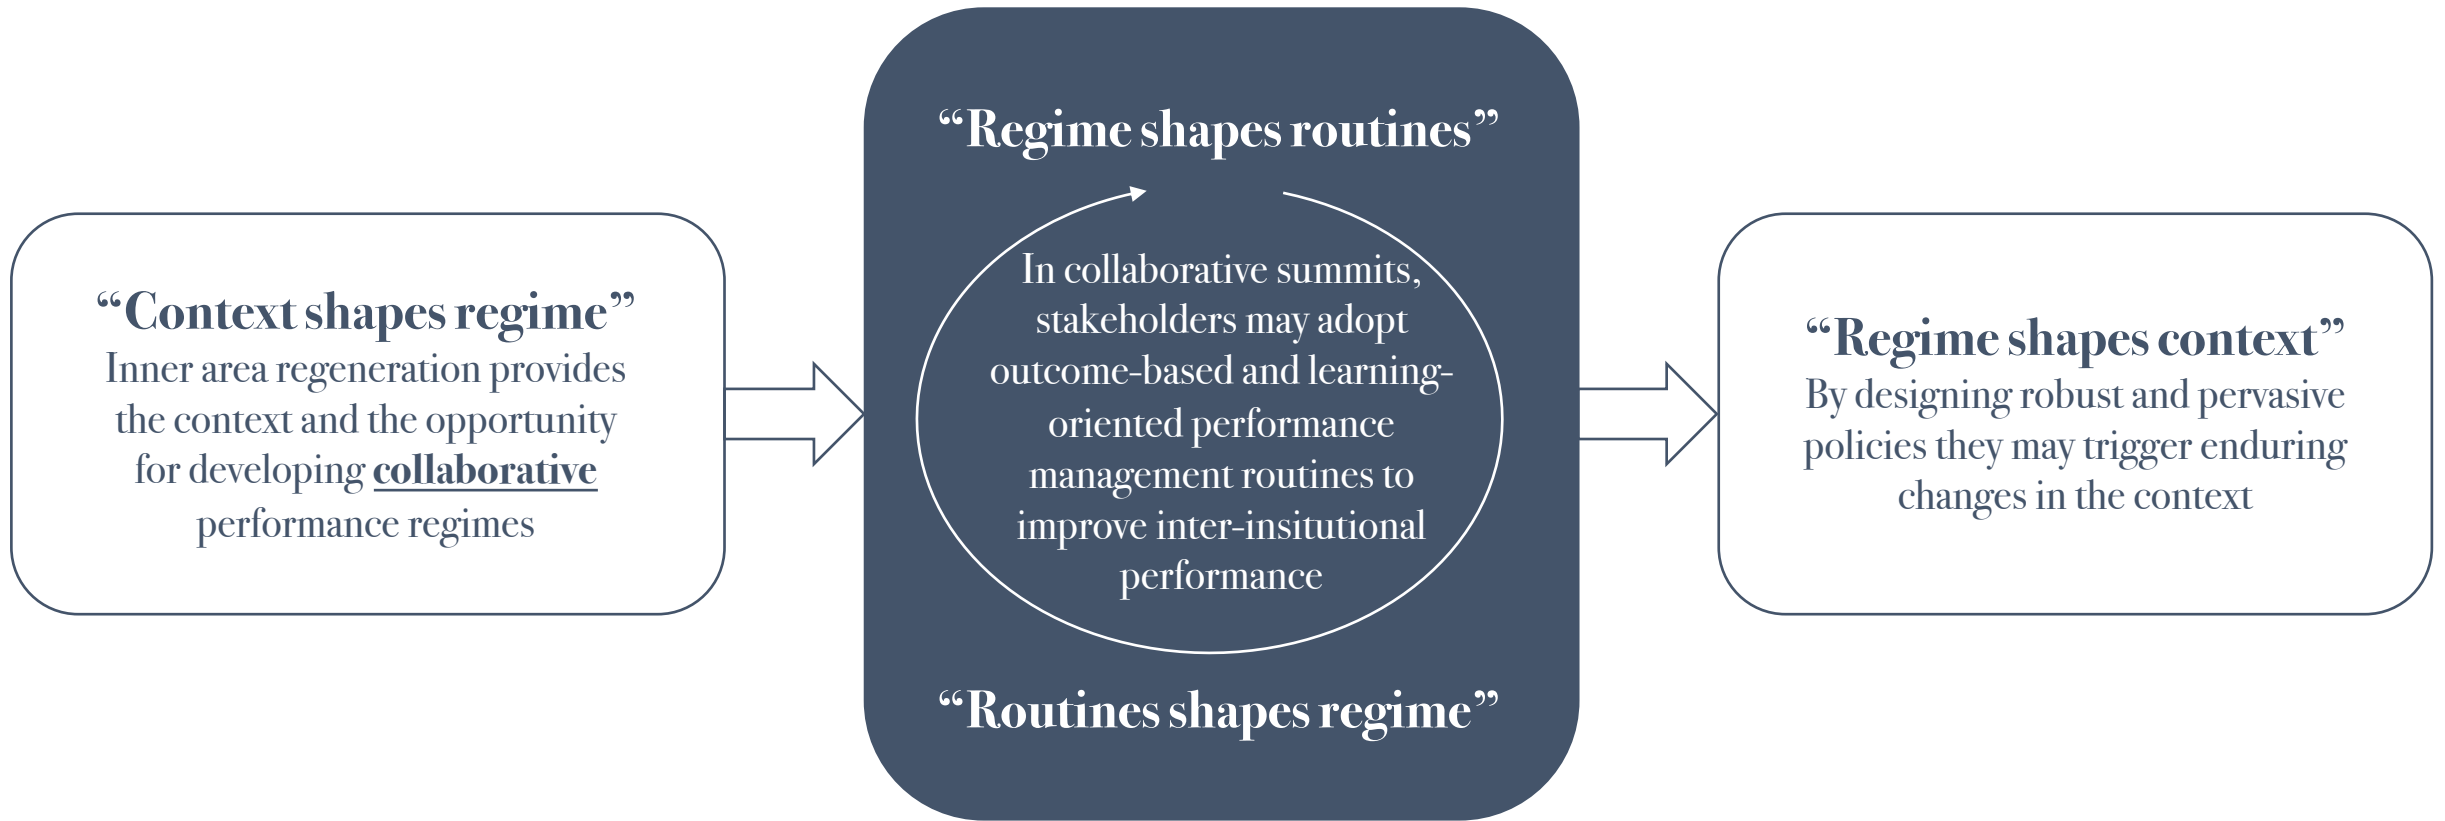 “Context shapes regime”
Inner area regeneration provides
the context and the opportunity
for developing collaborative
performance regimes
“Regime shapes routines”
In collaborative summits,
stakeholders may adopt
outcome-based and learning-
oriented performance
management routines to
improve inter-insitutional
performance
“Routines shapes regime”
“Regime shapes context”
By designing robust and pervasive
policies they may trigger enduring
changes in the context